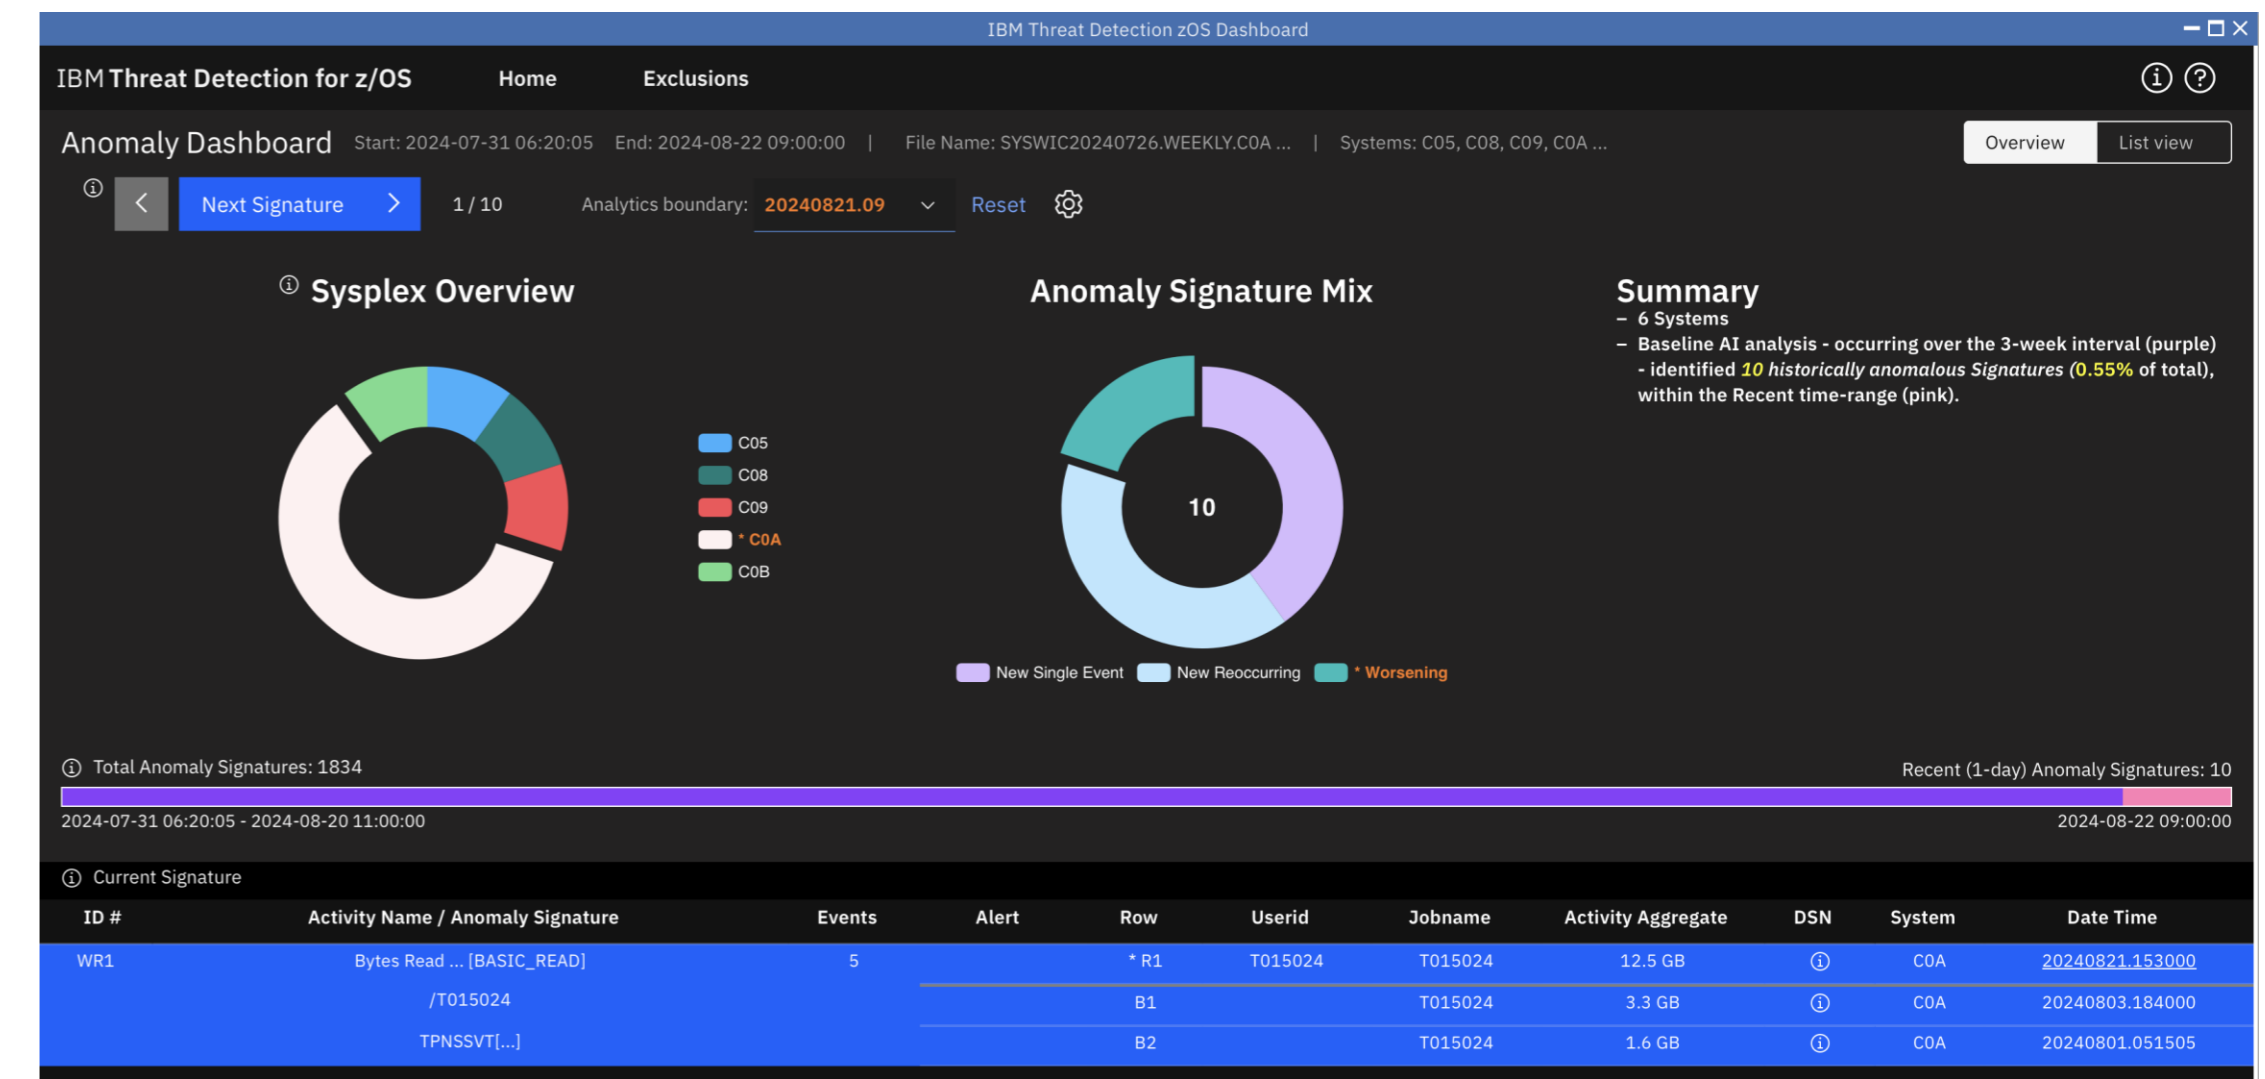 IBM Threat Detection zOS Dashboard
IBM Threat Detection for z/OS Home Exclusions
Anomaly Dashboard Start: 2024-07-31 06:20:05 End: 2024-08-22 09:00:00 | File Name: SYSWIC20240726.WEEKLY.C0A ... | Systems: C05, C08, C09, C0A ... Overview List view
Next Signature 1 / 10 Analytics boundary: 20240821.09 Reset
Sysplex Overview
C05
C08
C09
* C0A
C0B
Anomaly Signature Mix
10
New Single Event New Reoccurring * Worsening
Summary
– 6 Systems
– Baseline AI analysis - occurring over the 3-week interval (purple)
- identified 10 historically anomalous Signatures (0.55% of total),
within the Recent time-range (pink).
Total Anomaly Signatures: 1834 Recent (1-day) Anomaly Signatures: 10
2024-07-31 06:20:05 - 2024-08-20 11:00:00 2024-08-22 09:00:00
Current Signature
ID # Activity Name / Anomaly Signature Events Alert Row Userid Jobname Activity Aggregate DSN System Date Time
WR1 Bytes Read ... [BASIC_READ] 5 * R1 T015024 T015024 12.5 GB C0A 20240821.153000
/T015024 B1 T015024 3.3 GB C0A 20240803.184000
TPNSSVT[...] B2 T015024 1.6 GB C0A 20240801.051505